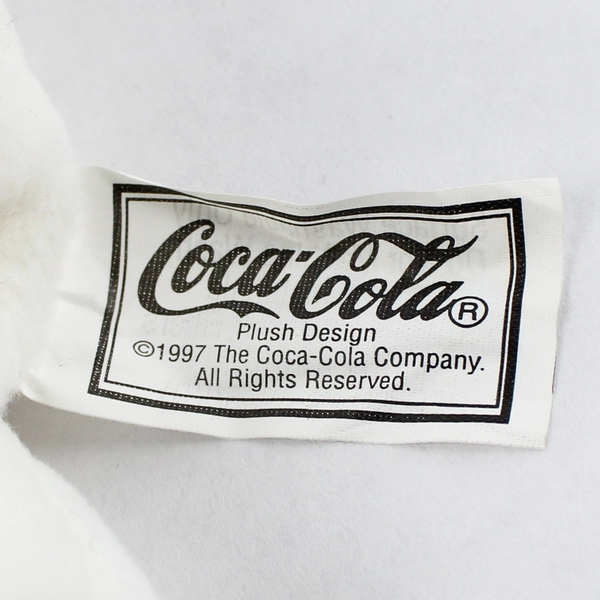 Coca-Cola®
Plush Design
©1997 The Coca-Cola Company.
All Rights Reserved.